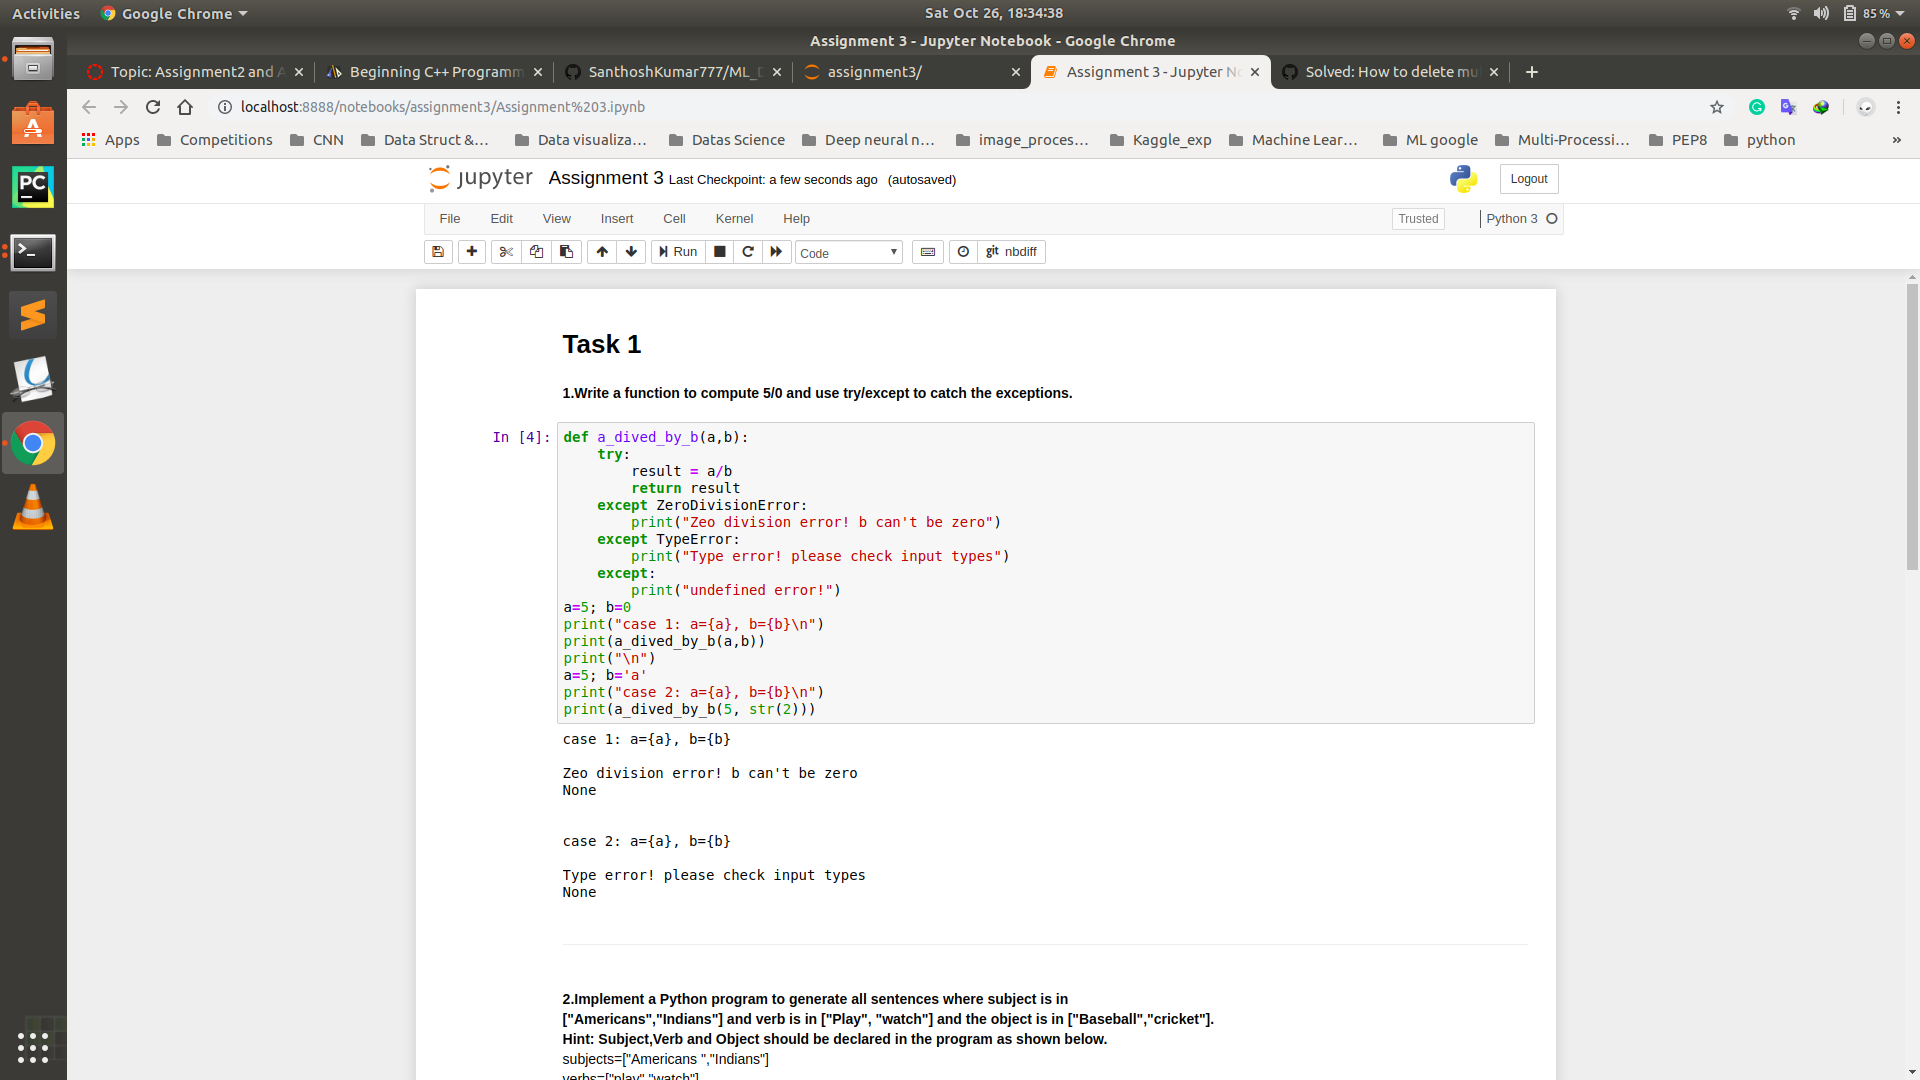 Activities Google Chrome Sat Oct 26, 18:34:38 85%
Assignment 3 - Jupyter Notebook - Google Chrome
Topic: Assignment2 and A Beginning C++ Programm SanthoshKumar777/ML_D assignment3/ Assignment 3 - Jupyter No Solved: How to delete mu
localhost:8888/notebooks/assignment3/Assignment%203.ipynb
Apps Competitions CNN Data Struct &... Data visualiza... Datas Science Deep neural n... image_proces... Kaggle_exp Machine Lear... ML google Multi-Processi... PEP8 python »
jupyter Assignment 3 Last Checkpoint: a few seconds ago (autosaved) Logout
File Edit View Insert Cell Kernel Help Trusted Python 3
Run Code git nbdiff
Task 1
1.Write a function to compute 5/0 and use try/except to catch the exceptions.
In [4]: def a_dived_by_b(a,b):
try:
result = a/b
return result
except ZeroDivisionError:
print("Zeo division error! b can't be zero")
except TypeError:
print("Type error! please check input types")
except:
print("undefined error!")
a=5; b=0
print("case 1: a={a}, b={b}\n")
print(a_dived_by_b(a,b))
print("\n")
a=5; b='a'
print("case 2: a={a}, b={b}\n")
print(a_dived_by_b(5, str(2)))
case 1: a={a}, b={b}
Zeo division error! b can't be zero
None
case 2: a={a}, b={b}
Type error! please check input types
None
2.Implement a Python program to generate all sentences where subject is in
["Americans","Indians"] and verb is in ["Play", "watch"] and the object is in ["Baseball","cricket"].
Hint: Subject,Verb and Object should be declared in the program as shown below.
subjects=["Americans ","Indians"]
verbs=["play","watch"]